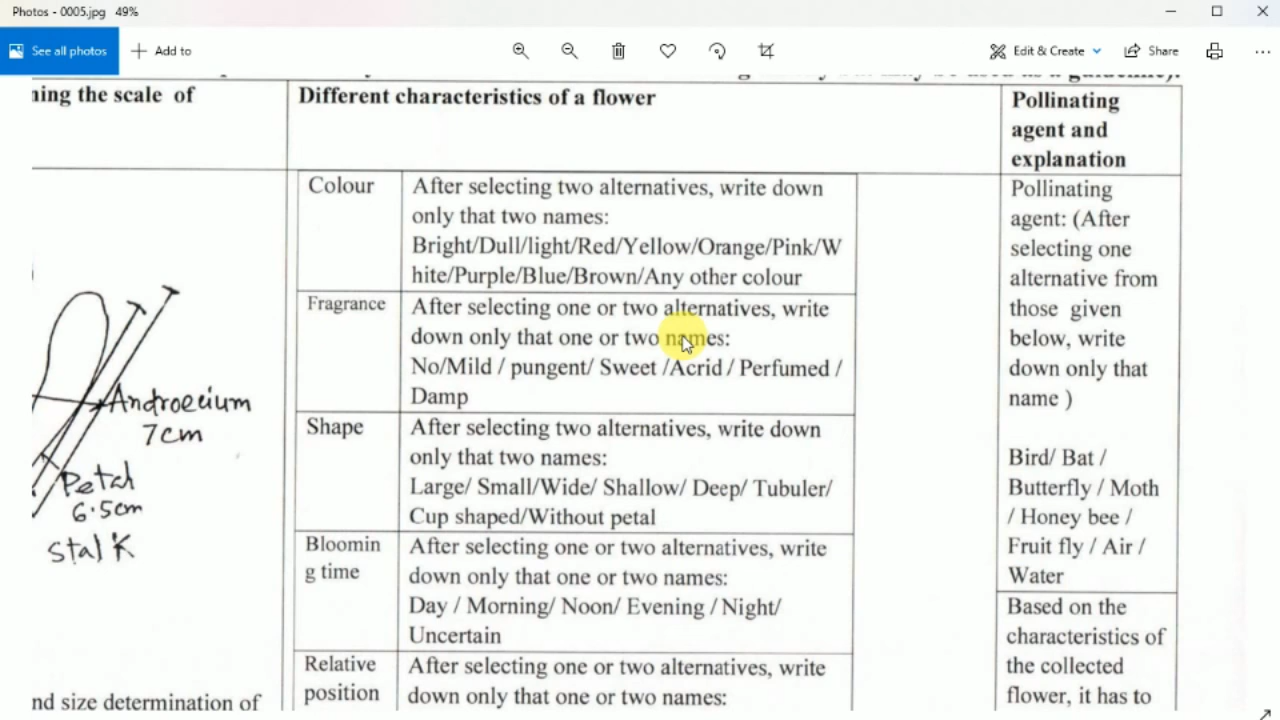 Photos - 0005.jpg 49%
See all photos
Add to
Edit & Create
Share
be used as a guideline).
ning the scale of
Different characteristics of a flower
Pollinating
agent and
explanation
Colour
After selecting two alternatives, write down
only that two names:
Bright/Dull/light/Red/Yellow/Orange/Pink/W
hite/Purple/Blue/Brown/Any other colour
Fragrance
After selecting one or two alternatives, write
down only that one or two names:
No/Mild / pungent/ Sweet /Acrid / Perfumed /
Damp
Shape
After selecting two alternatives, write down
only that two names:
Large/ Small/Wide/ Shallow/ Deep/ Tubuler/
Cup shaped/Without petal
Bloomin
g time
After selecting one or two alternatives, write
down only that one or two names:
Day / Morning/ Noon/ Evening / Night/
Uncertain
Relative
position
After selecting one or two alternatives, write
down only that one or two names:
Pollinating
agent: (After
selecting one
alternative from
those given
below, write
down only that
name )
Bird/ Bat /
Butterfly / Moth
/ Honey bee /
Fruit fly / Air /
Water
Based on the
characteristics of
the collected
flower, it has to
Androecium
7cm
Petal
6.5cm
Stalk
nd size determination of